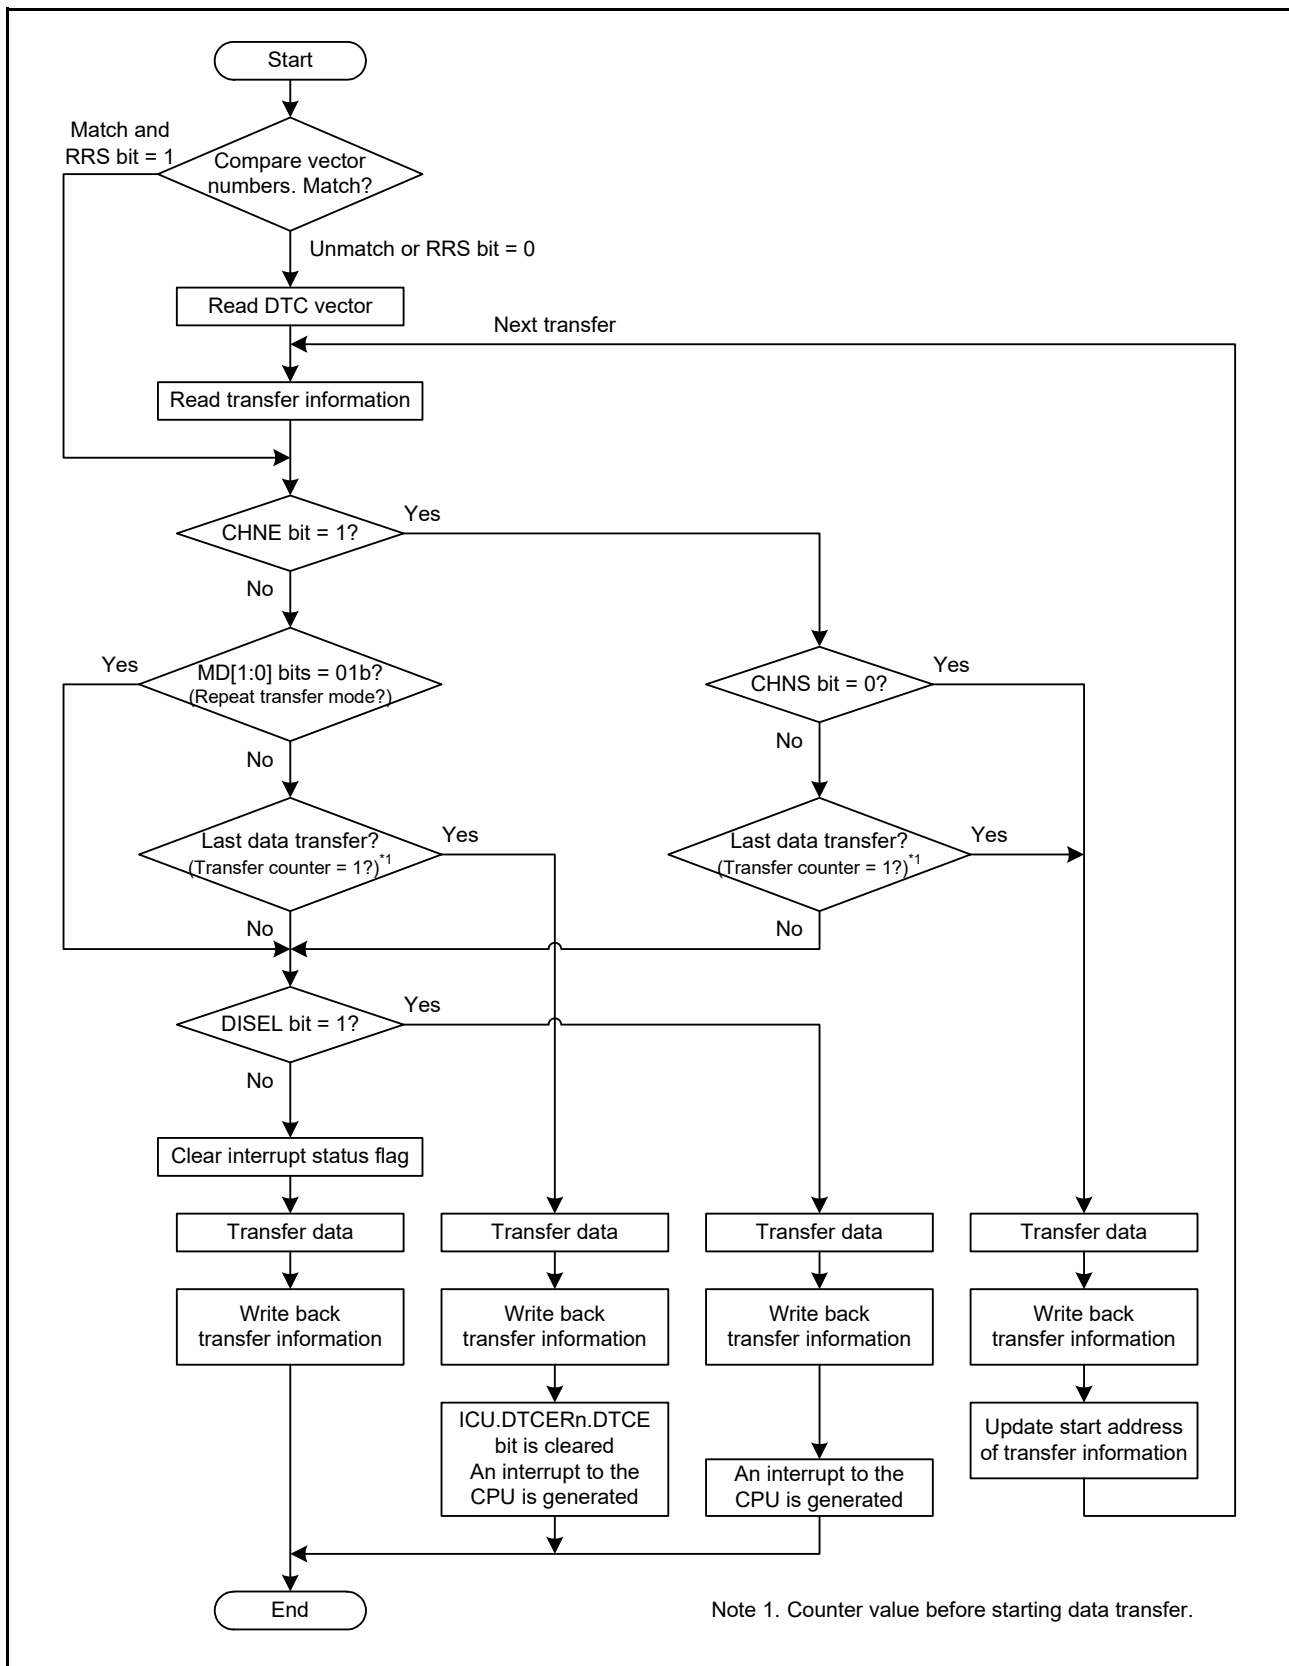 Start
Match and
RRS bit = 1
Compare vector
numbers. Match?
Unmatch or RRS bit = 0
Read DTC vector
Next transfer
Read transfer information
CHNE bit = 1?
Yes
No
MD[1:0] bits = 01b?
(Repeat transfer mode?)
Yes
No
CHNS bit = 0?
Yes
No
Last data transfer?
(Transfer counter = 1?)*1
Yes
No
Last data transfer?
(Transfer counter = 1?)*1
Yes
No
DISEL bit = 1?
Yes
No
Clear interrupt status flag
Transfer data
Transfer data
Transfer data
Transfer data
Write back
transfer information
Write back
transfer information
Write back
transfer information
Write back
transfer information
ICU.DTCERn.DTCE
bit is cleared
An interrupt to the
CPU is generated
An interrupt to the
CPU is generated
Update start address
of transfer information
End
Note 1. Counter value before starting data transfer.